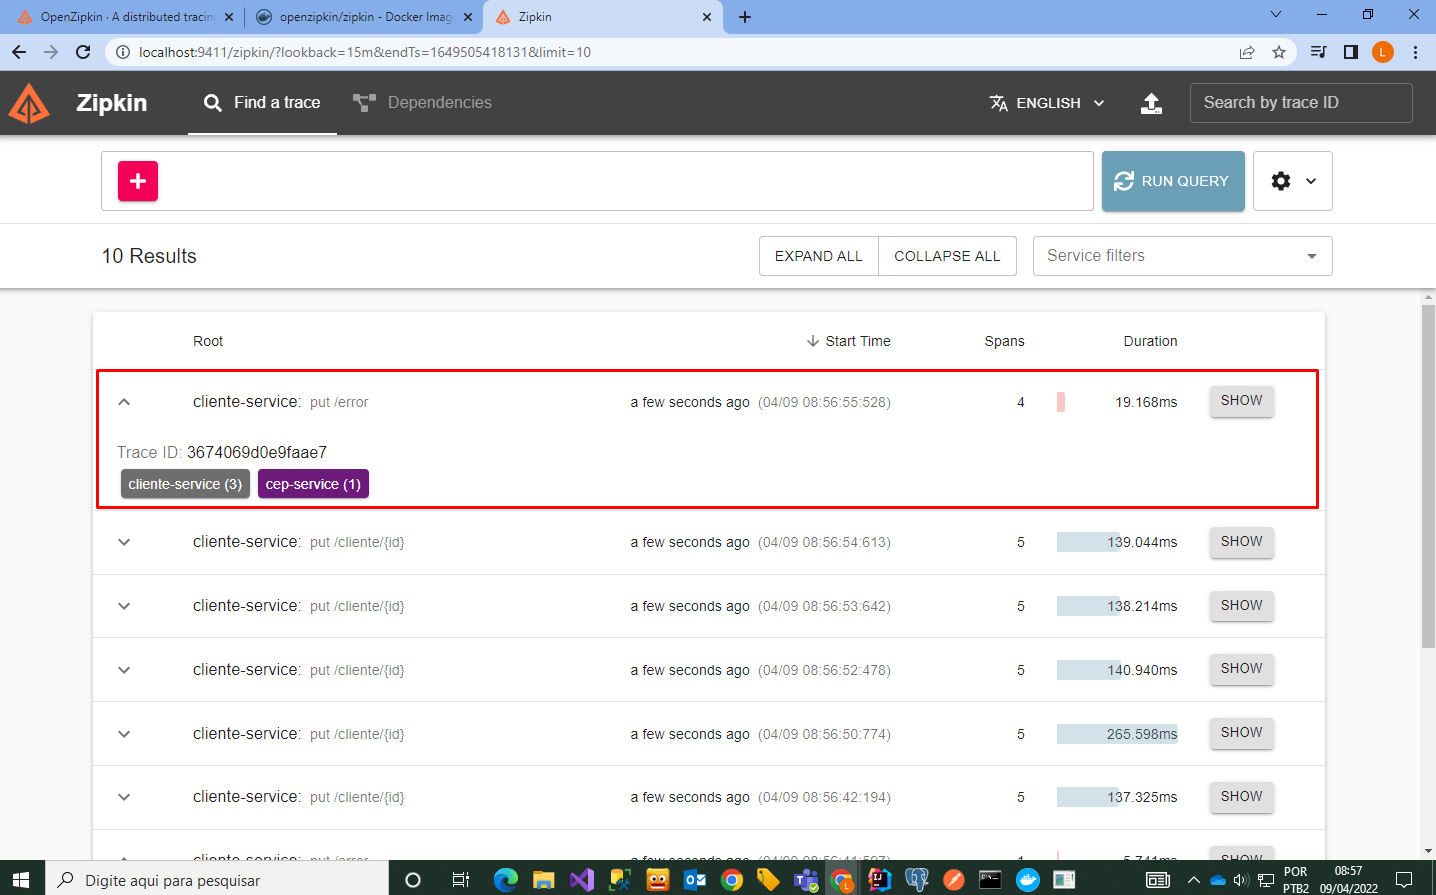 OpenZipkin · A distributed tracin
openzipkin/zipkin - Docker Imag
Zipkin
localhost:9411/zipkin/?lookback=15m&endTs=1649505418131&limit=10
L
Zipkin
Find a trace
Dependencies
ENGLISH
Search by trace ID
RUN QUERY
10 Results
EXPAND ALL
COLLAPSE ALL
Service filters
Root
Start Time
Spans
Duration
cliente-service: put /error a few seconds ago (04/09 08:56:55:528) 4 19.168ms SHOW
Trace ID: 3674069d0e9faae7
cliente-service (3) cep-service (1)
cliente-service: put /cliente/{id} a few seconds ago (04/09 08:56:54:613) 5 139.044ms SHOW
cliente-service: put /cliente/{id} a few seconds ago (04/09 08:56:53:642) 5 138.214ms SHOW
cliente-service: put /cliente/{id} a few seconds ago (04/09 08:56:52:478) 5 140.940ms SHOW
cliente-service: put /cliente/{id} a few seconds ago (04/09 08:56:50:774) 5 265.598ms SHOW
cliente-service: put /cliente/{id} a few seconds ago (04/09 08:56:42:194) 5 137.325ms SHOW
cliente-service: put /error a few seconds ago SHOW
Digite aqui para pesquisar
POR
PTB2
08:57
09/04/2022